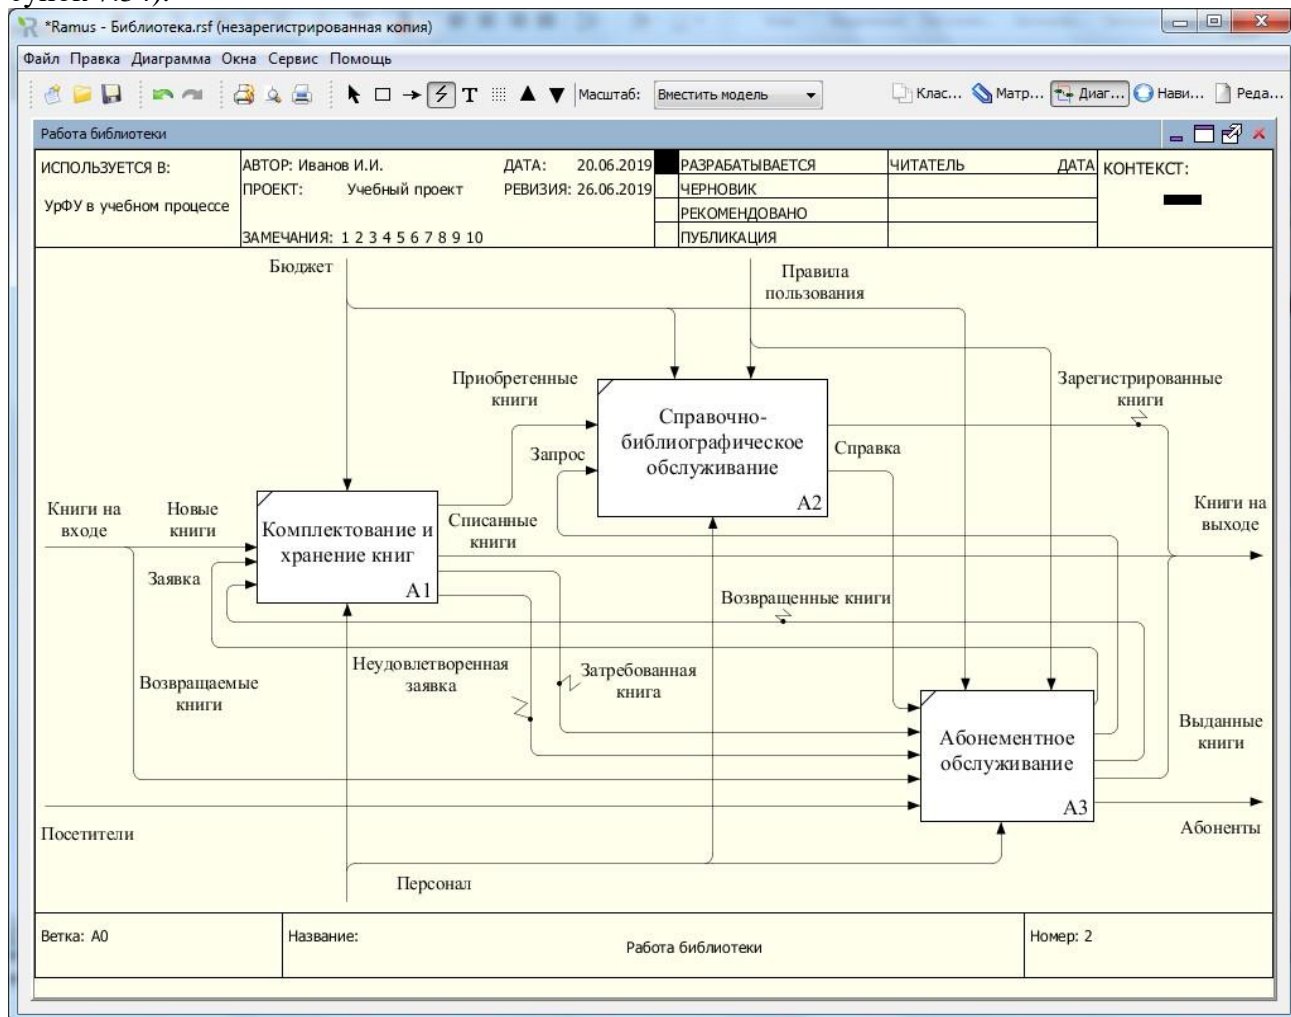 *Ramus - Библиотека.rsf (незарегистрированная копия)
Файл Правка Диаграмма Окна Сервис Помощь
Масштаб: Вместить модель Клас... Матр... Диаг... Нави... Реда...
Работа библиотеки
ИСПОЛЬЗУЕТСЯ В:
УрФУ в учебном процессе
АВТОР: Иванов И.И. ДАТА: 20.06.2019
ПРОЕКТ: Учебный проект РЕВИЗИЯ: 26.06.2019
ЗАМЕЧАНИЯ: 1 2 3 4 5 6 7 8 9 10
РАЗРАБАТЫВАЕТСЯ
ЧЕРНОВИК
РЕКОМЕНДОВАНО
ПУБЛИКАЦИЯ
ЧИТАТЕЛЬ ДАТА
КОНТЕКСТ:
Бюджет
Правила
пользования
Приобретенные
книги
Зарегистрированные
книги
Справочно-
библиографическое
обслуживание
A2
Запрос
Справка
Книги на
входе
Новые
книги
Комплектование и
хранение книг
A1
Списанные
книги
Книги на
выходе
Заявка
Возвращенные книги
Возвращаемые
книги
Неудовлетворенная
заявка
Затребованная
книга
Абонементное
обслуживание
A3
Выданные
книги
Посетители
Абоненты
Персонал
Ветка: A0
Название:
Работа библиотеки
Номер: 2